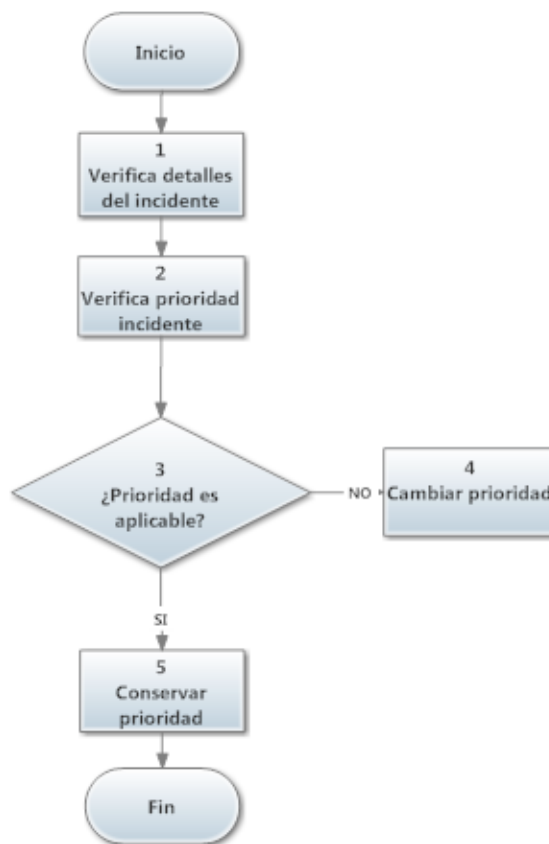 Inicio
1
Verifica detalles
del incidente
2
Verifica prioridad
incidente
3
¿Prioridad es
aplicable?
NO
4
Cambiar prioridad
SI
5
Conservar
prioridad
Fin